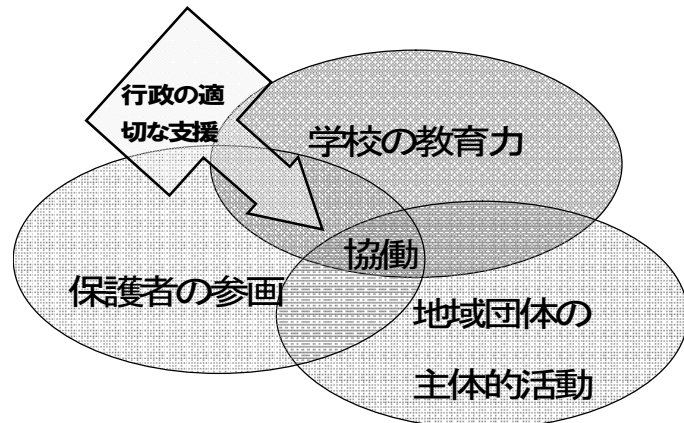 行政の適
切な支援
学校の教育力
協働
保護者の参画
地域団体の
主体的活動